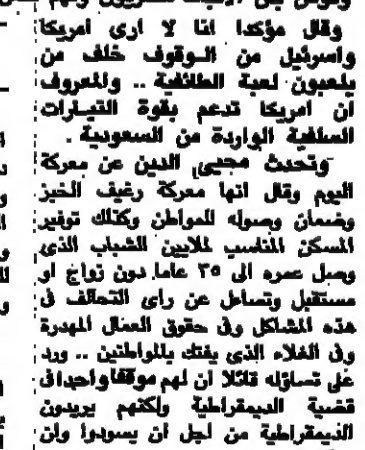 وقال مؤكدا انا لا ارى امريكا
واسرئيل من الوقوف خلف من
يلعبون لعبة الطائفية .. والمعروف
ان امريكا تدعم بقوة التيارات
السلفية الواردة من السعودية .
وتحدث محيى الدين عن معركة
اليوم وقال انها معركة رغيف الخبز
وضمان وصوله للمواطن وكذلك توفير
المسكن المناسب لملايين الشباب الذى
وصل عمره الى ٣٥ عاما دون زواج او
مستقبل وتساءل عن راى التحالف فى
هذه المشاكل وفى حقوق العمال المهدرة
وفى الغلاء الذى يفتك بالمواطنين .. ورد
على تساؤله قائلا ان لهم موقفا واحدا فى
قضية الديمقراطية ولكنهم يريدون
الديمقراطية من اجل أن يسودوا وان